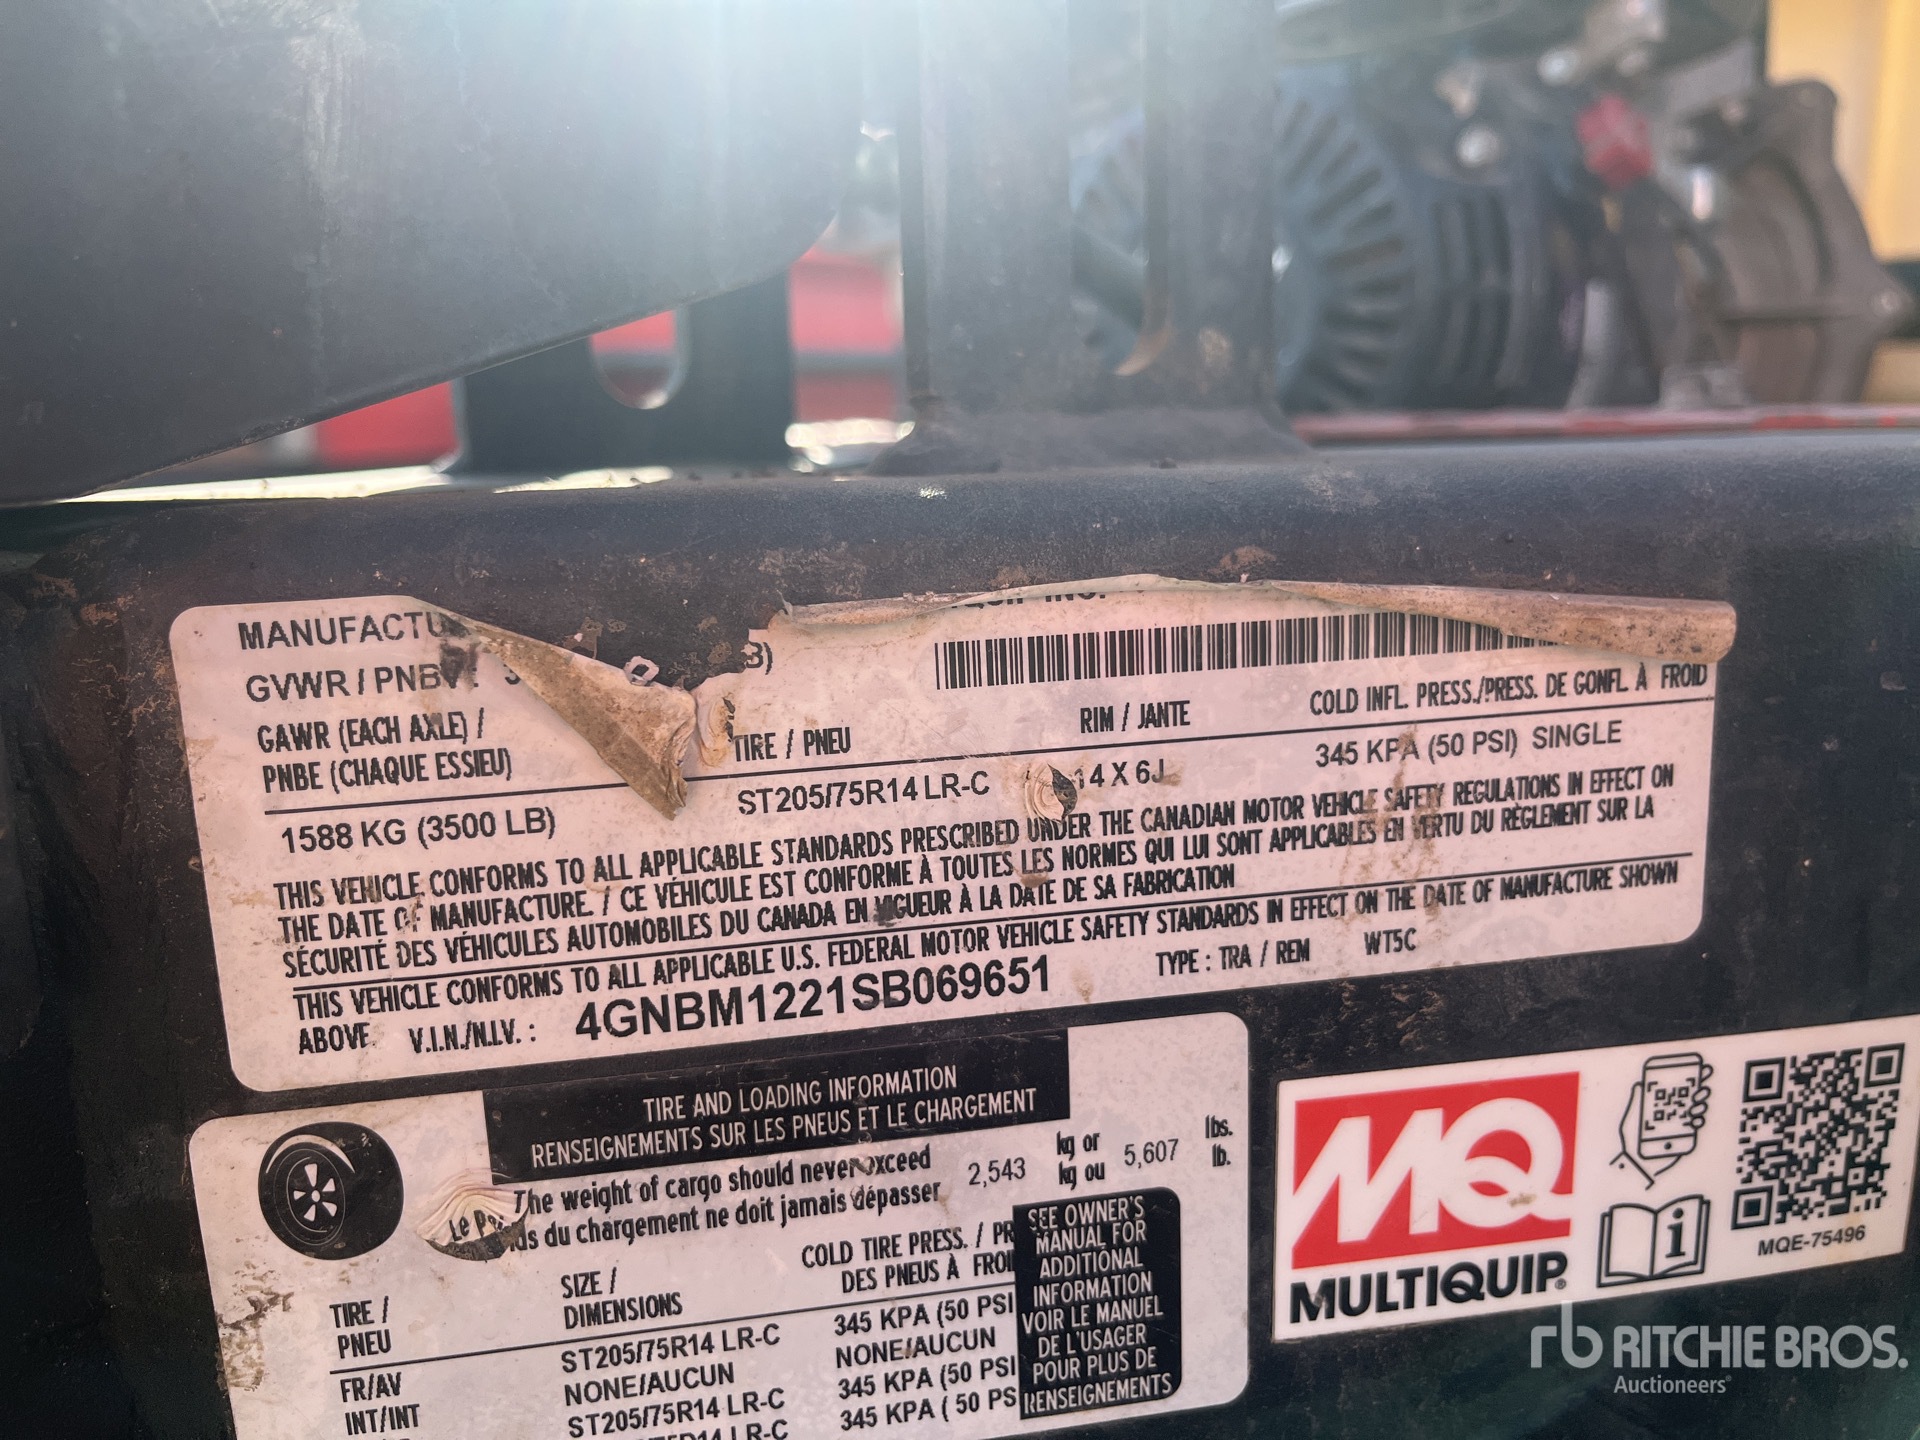 MANUFACTU
GVWR / PNBV :
B)
GAWR (EACH AXLE) /
PNBE (CHAQUE ESSIEU)
TIRE / PNEU
RIM / JANTE
COLD INFL. PRESS./PRESS. DE GONFL. À FROID
1588 KG (3500 LB)
ST205/75R14 LR-C
14 X 6J
345 KPA (50 PSI) SINGLE
THIS VEHICLE CONFORMS TO ALL APPLICABLE STANDARDS PRESCRIBED UNDER THE CANADIAN MOTOR VEHICLE SAFETY REGULATIONS IN EFFECT ON
THE DATE OF MANUFACTURE. / CE VÉHICULE EST CONFORME À TOUTES LES NORMES QUI LUI SONT APPLICABLES EN VERTU DU RÈGLEMENT SUR LA
SÉCURITÉ DES VÉHICULES AUTOMOBILES DU CANADA EN VIGUEUR À LA DATE DE SA FABRICATION
THIS VEHICLE CONFORMS TO ALL APPLICABLE U.S. FEDERAL MOTOR VEHICLE SAFETY STANDARDS IN EFFECT ON THE DATE OF MANUFACTURE SHOWN
ABOVE. V.I.N./N.I.V. : 4GNBM1221SB069651 TYPE : TRA / REM WT5C
TIRE AND LOADING INFORMATION
RENSEIGNEMENTS SUR LES PNEUS ET LE CHARGEMENT
The weight of cargo should never exceed
Le Poids du chargement ne doit jamais dépasser
2,543
kg or
kg ou
5,607
lbs.
lb.
TIRE /
PNEU
SIZE /
DIMENSIONS
COLD TIRE PRESS. / PR
DES PNEUS À FROI
FR/AV
ST205/75R14 LR-C
345 KPA (50 PSI
INT/INT
NONE/AUCUN
NONE/AUCUN
ST205/75R14 LR-C
345 KPA (50 PSI
345 KPA ( 50 PS
SEE OWNER'S
MANUAL FOR
ADDITIONAL
INFORMATION
VOIR LE MANUEL
DE L'USAGER
POUR PLUS DE
RENSEIGNEMENTS
MQ
MULTIQUIP®
i
MQE-75496
rb RITCHIE BROS.
Auctioneers